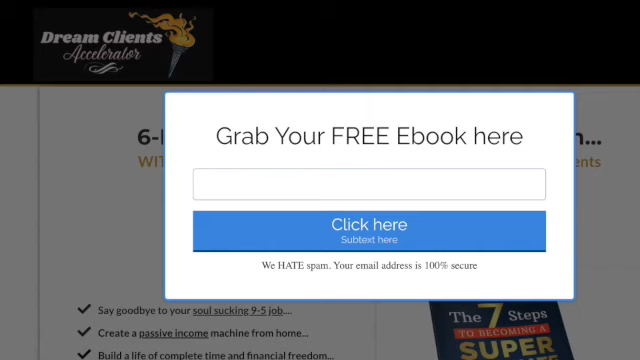 Dream Clients
Accelerator
Grab Your FREE Ebook here
Click here
Subtext here
We HATE spam. Your email address is 100% secure
Say goodbye to your soul sucking 9-5 job....
Create a passive income machine from home...
Build a life of complete time and financial freedom...
The 7 Steps
TO BECOMING A
SUPER